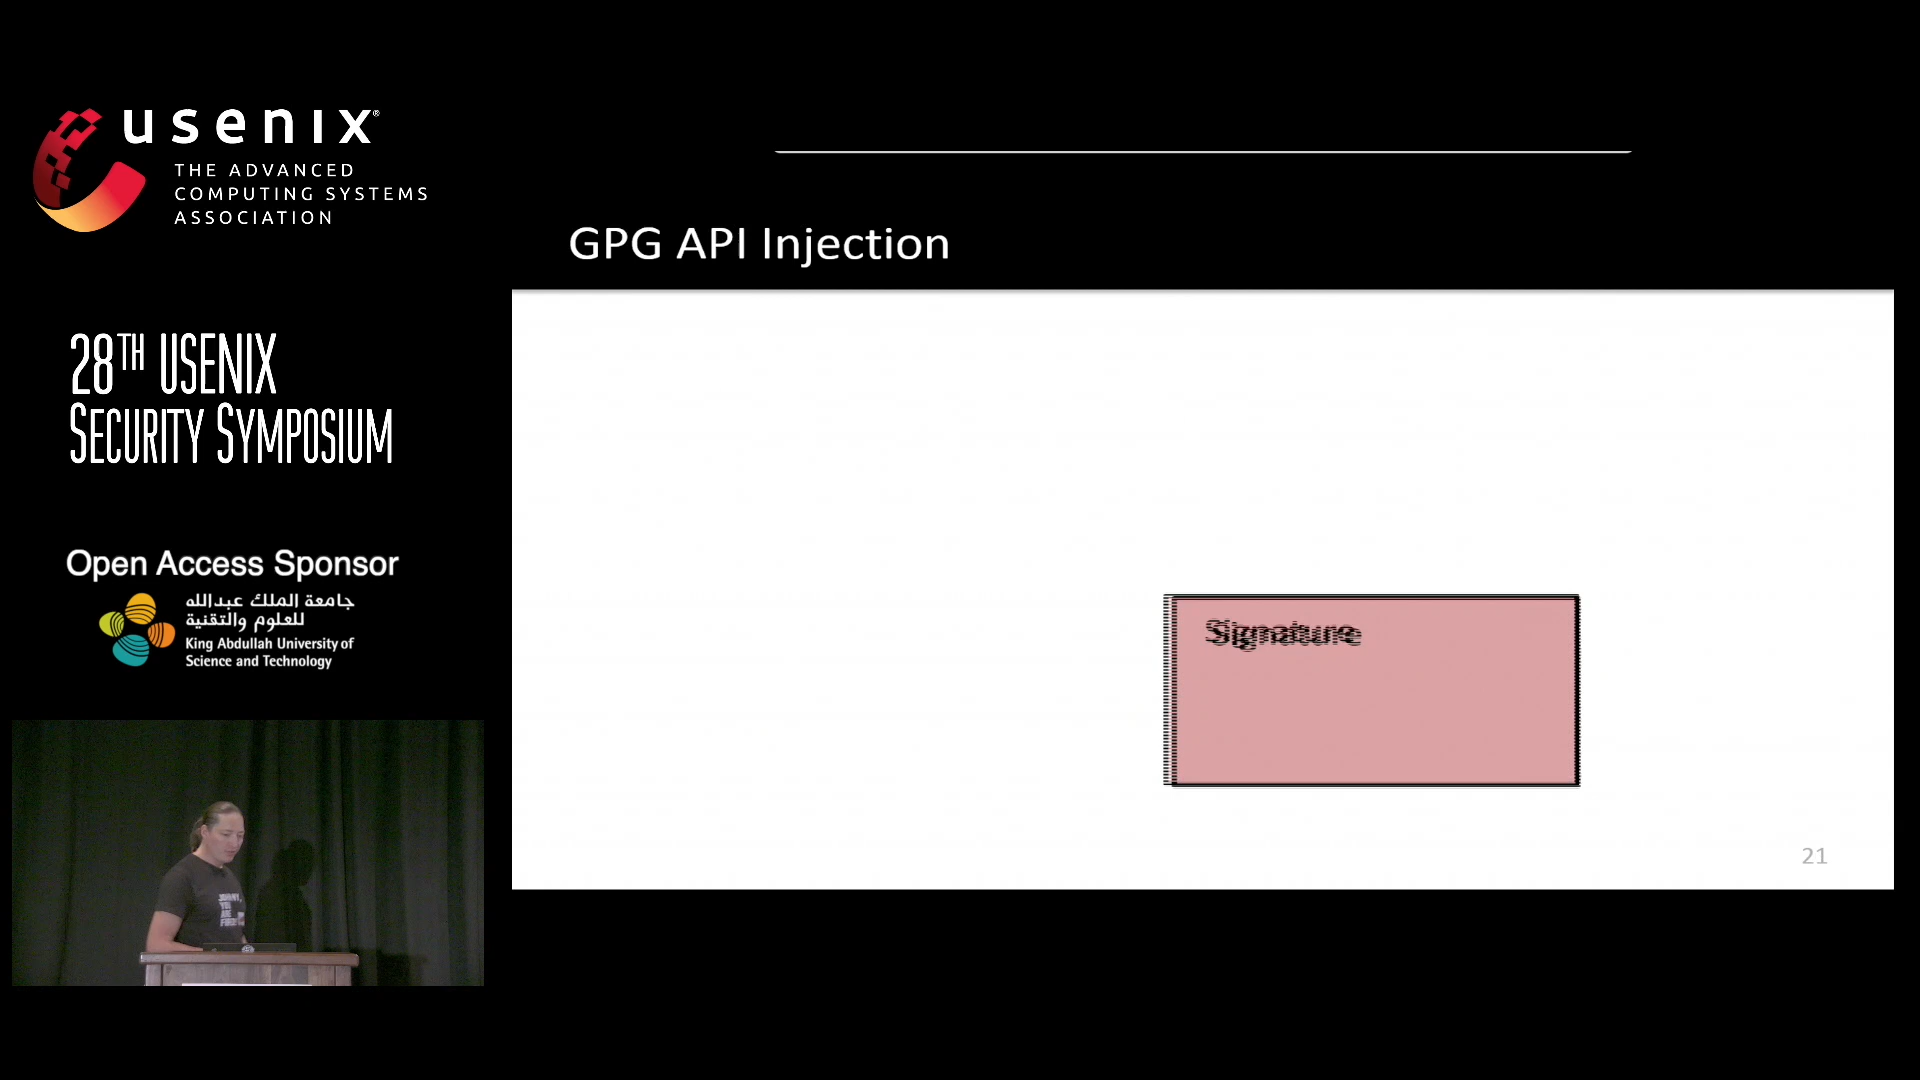 usenix®
THE ADVANCED
COMPUTING SYSTEMS
ASSOCIATION
28TH USENIX
SECURITY SYMPOSIUM
Open Access Sponsor
جامعة الملك عبدالله
للعلوم والتقنية
King Abdullah University of
Science and Technology
GPG API Injection
Signature
21